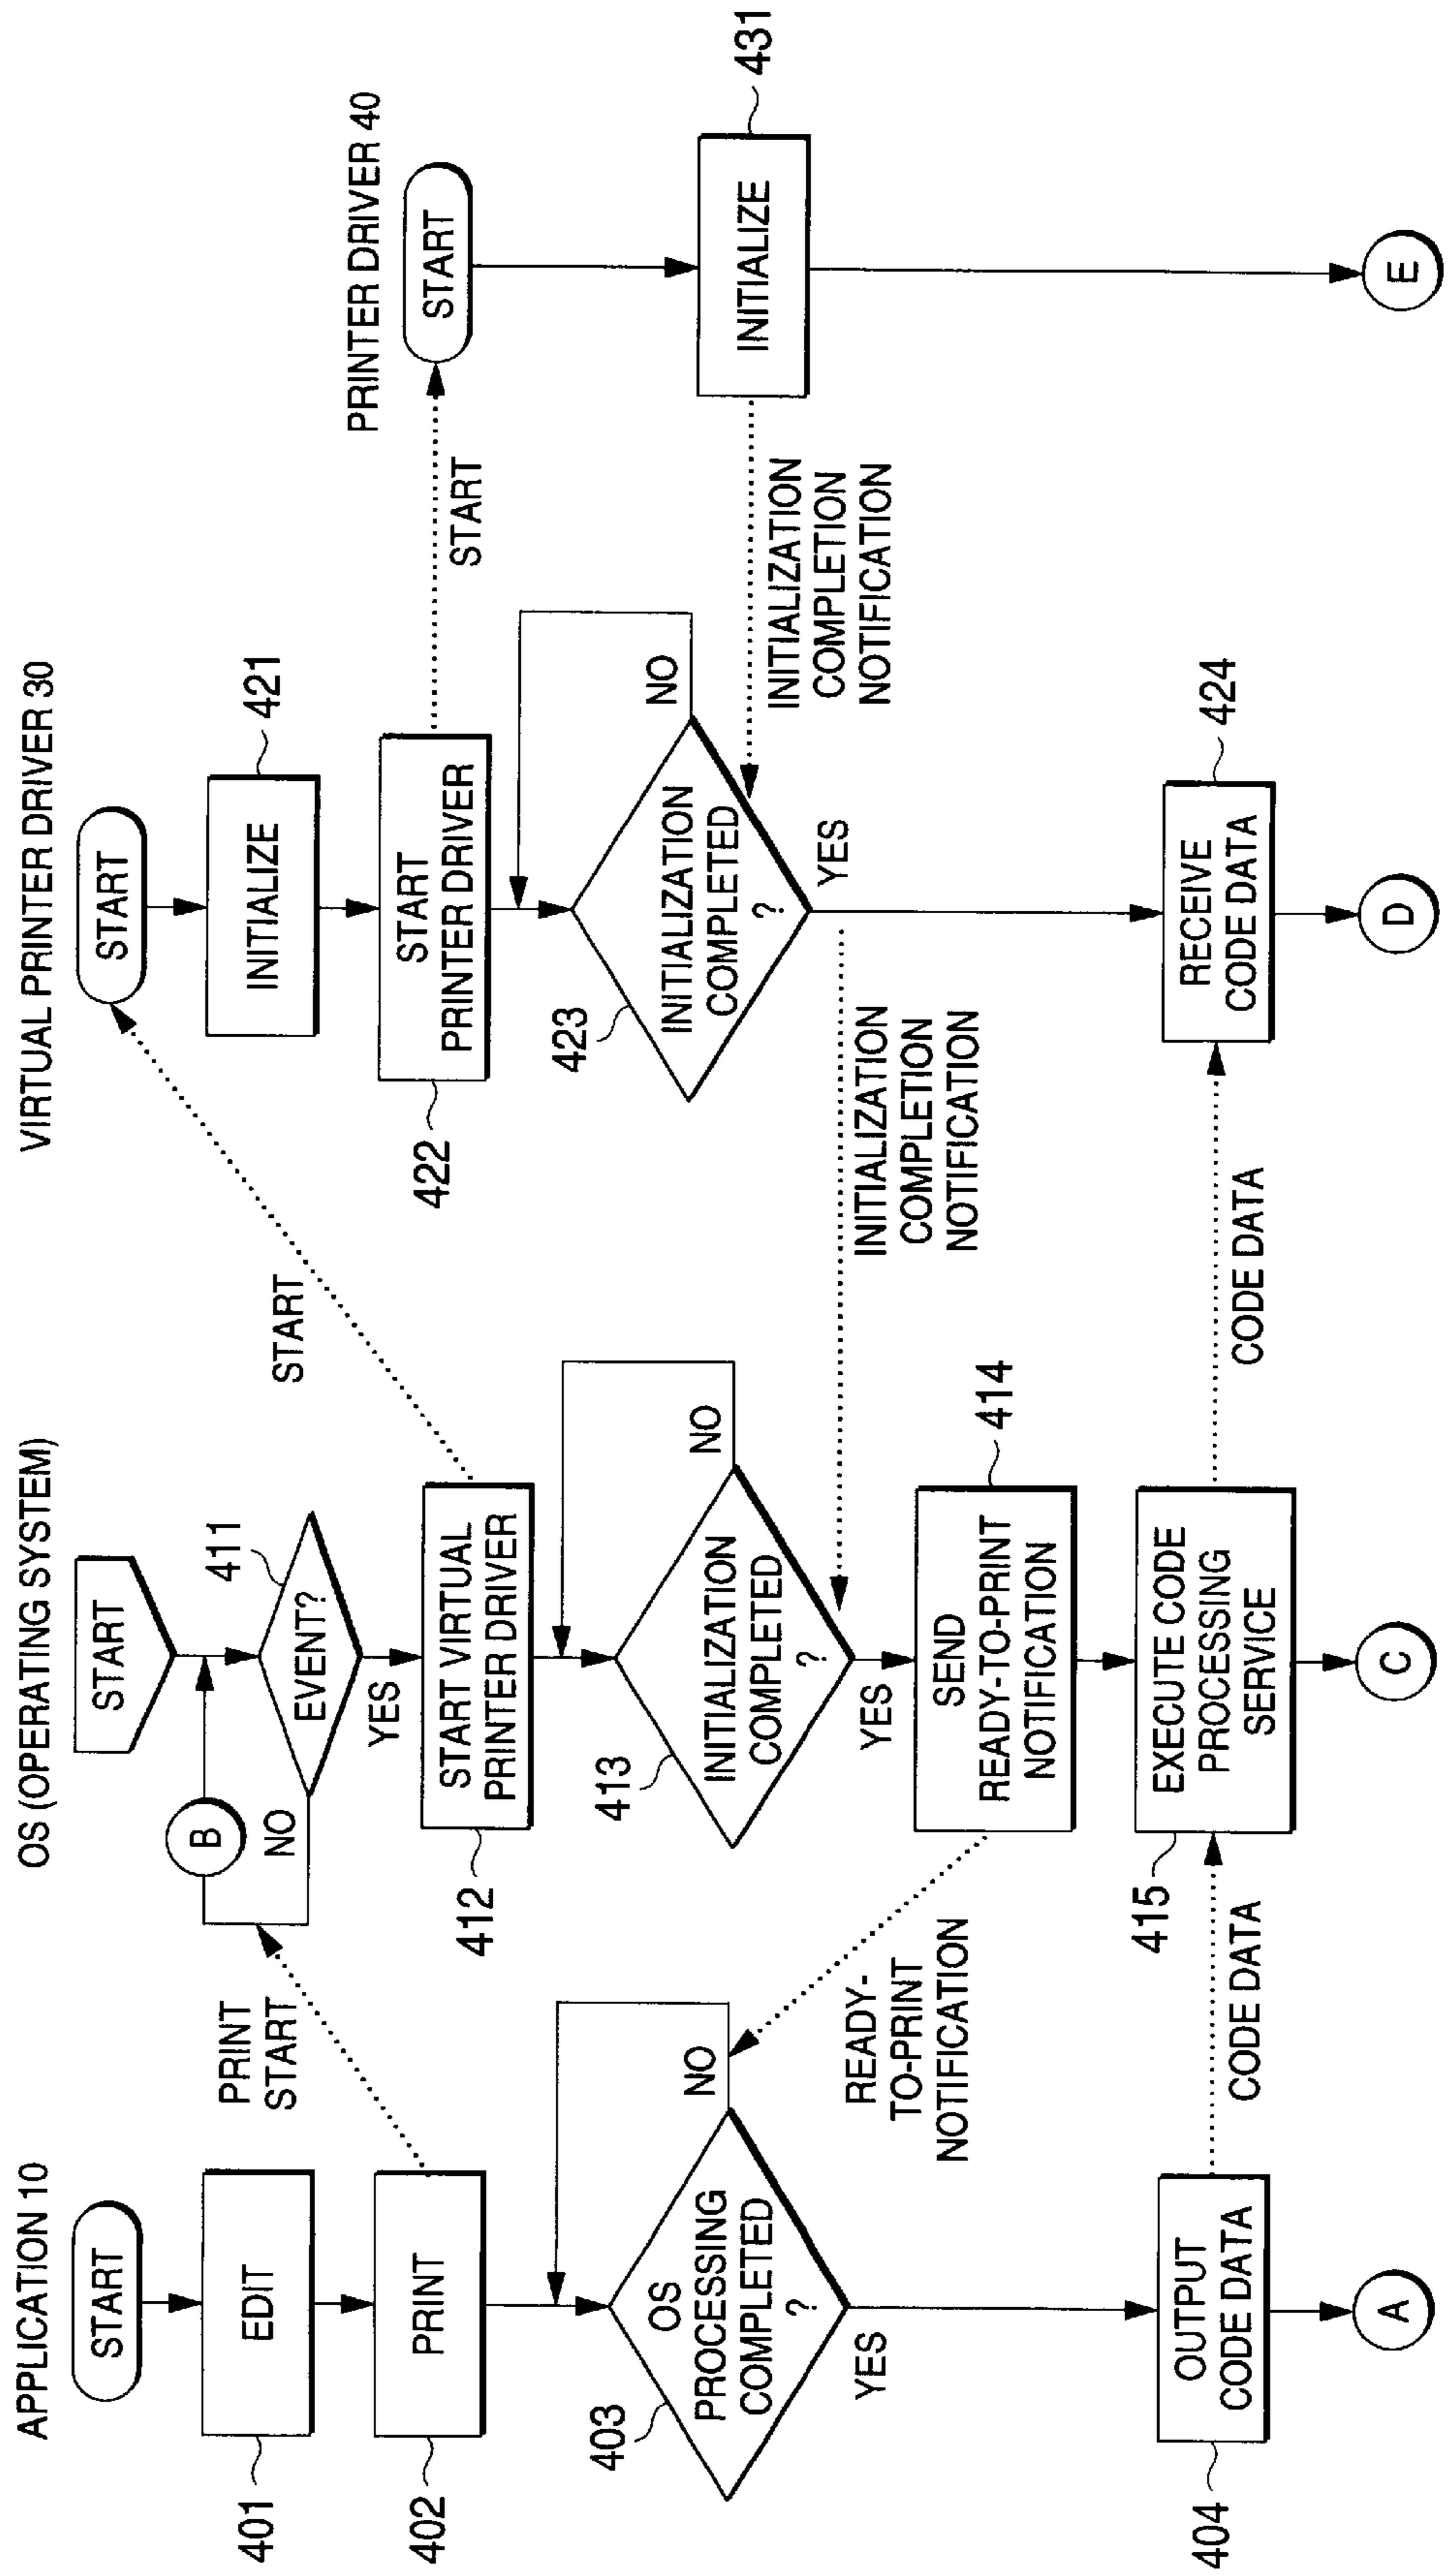 APPLICATION 10
START
EDIT
401
PRINT
402
PRINT
START
OS
PROCESSING
COMPLETED
?
403
NO
YES
READY-
TO-PRINT
NOTIFICATION
OUTPUT
CODE DATA
404
CODE DATA
A
OS (OPERATING SYSTEM)
START
B
EVENT?
411
NO
YES
START VIRTUAL
PRINTER DRIVER
412
START
INITIALIZATION
COMPLETED
?
413
NO
YES
SEND
READY-TO-PRINT
NOTIFICATION
414
EXECUTE CODE
PROCESSING
SERVICE
415
CODE DATA
C
VIRTUAL PRINTER DRIVER 30
START
INITIALIZE
421
START
PRINTER DRIVER
422
START
INITIALIZATION
COMPLETED
?
423
NO
YES
INITIALIZATION
COMPLETION
NOTIFICATION
RECEIVE
CODE DATA
424
D
PRINTER DRIVER 40
START
INITIALIZE
431
INITIALIZATION
COMPLETION
NOTIFICATION
E